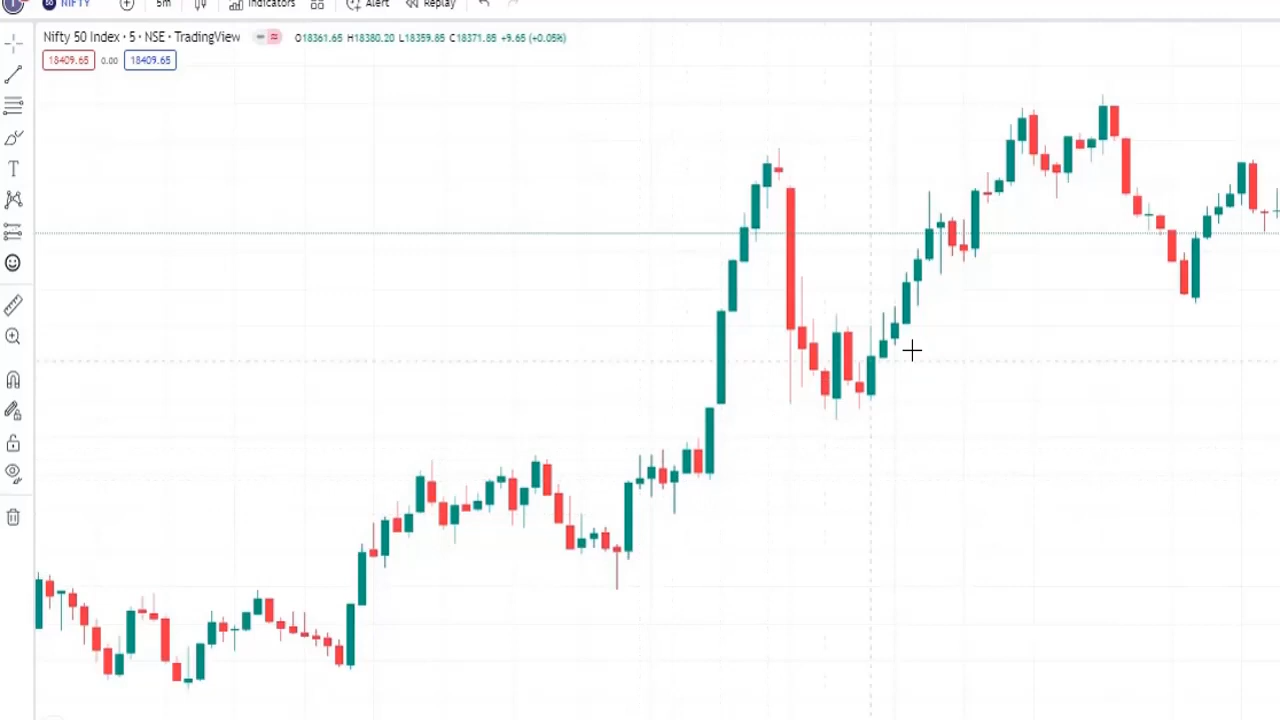 NIFTY 5m Indicators Alert Replay
Nifty 50 Index · 5 · NSE · TradingView O18361.65 H18380.20 L18359.85 C18371.85 +9.65 (+0.05%)
18409.65 0.00 18409.65